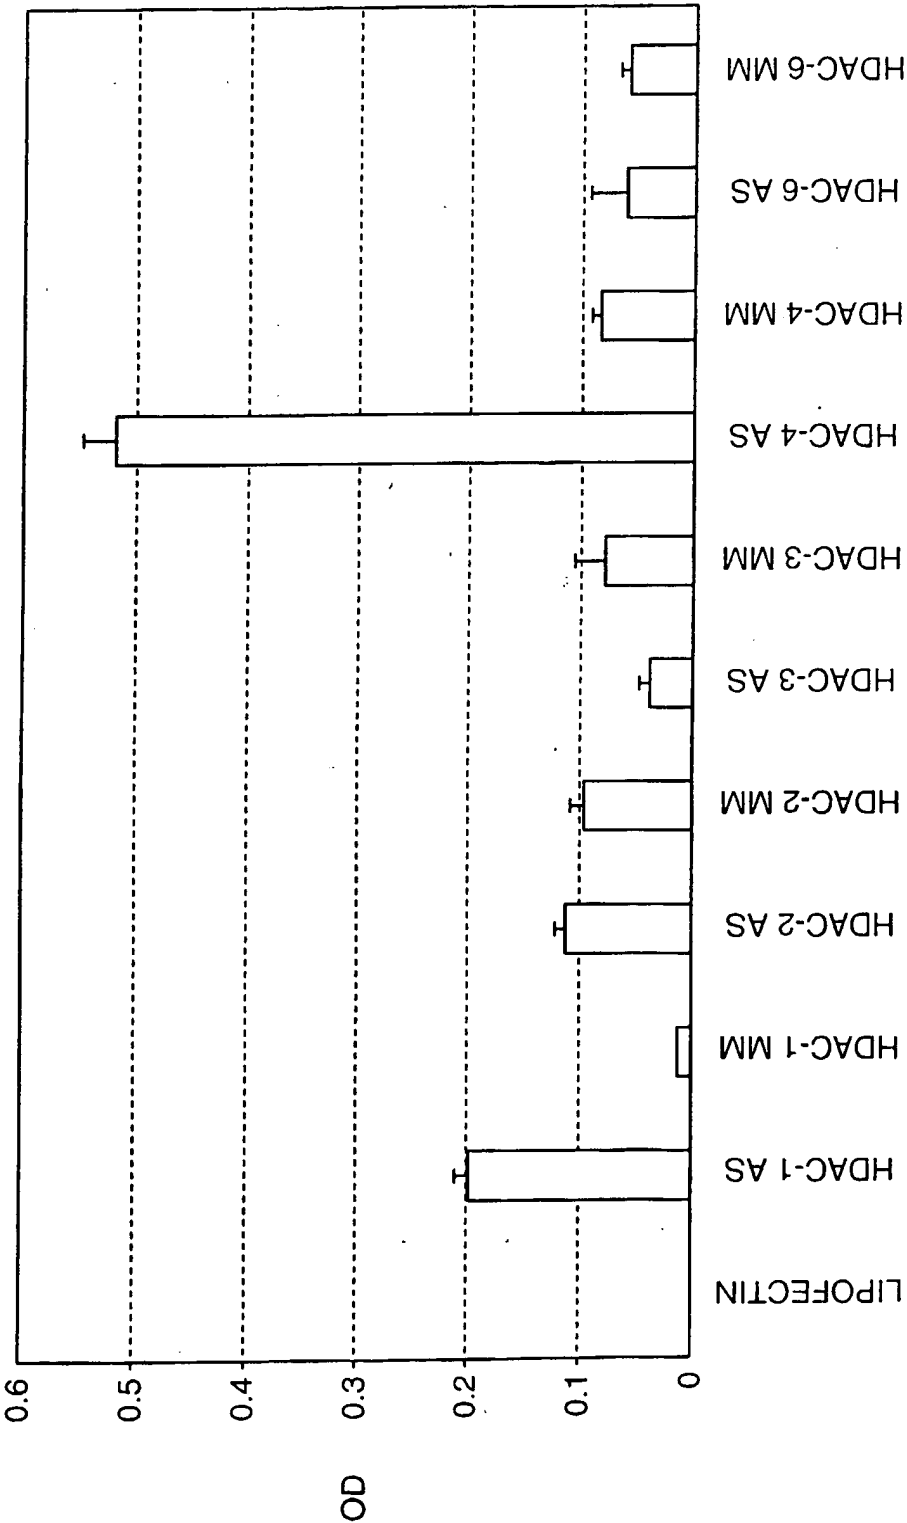 OD
0.6
0.5
0.4
0.3
0.2
0.1
0
LIPOFECTIN
HDAC-1 AS
HDAC-1 MM
HDAC-2 AS
HDAC-2 MM
HDAC-3 AS
HDAC-3 MM
HDAC-4 AS
HDAC-4 MM
HDAC-6 AS
HDAC-6 MM